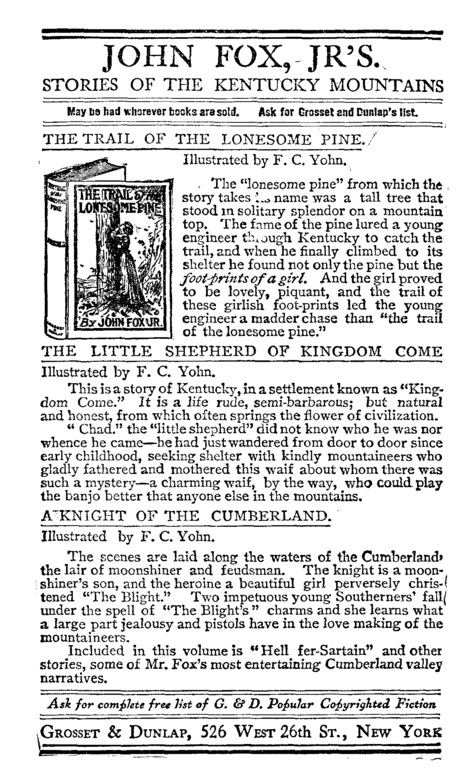 JOHN FOX, JR'S.
STORIES OF THE KENTUCKY MOUNTAINS
May be had wherever books are sold. Ask for Grosset and Dunlap's list.
THE TRAIL OF THE LONESOME PINE.
Illustrated by F. C. Yohn.
THE TRAIL OF THE
LONESOME PINE
By JOHN FOX JR.
The "lonesome pine" from which the
story takes its name was a tall tree that
stood in solitary splendor on a mountain
top. The fame of the pine lured a young
engineer through Kentucky to catch the
trail, and when he finally climbed to its
shelter he found not only the pine but the
foot-prints of a girl. And the girl proved
to be lovely, piquant, and the trail of
these girlish foot-prints led the young
engineer a madder chase than "the trail
of the lonesome pine."
THE LITTLE SHEPHERD OF KINGDOM COME
Illustrated by F. C. Yohn.
This is a story of Kentucky, in a settlement known as "King-
dom Come." It is a life rude, semi-barbarous; but natural
and honest, from which often springs the flower of civilization.
"Chad." the "little shepherd" did not know who he was nor
whence he came—he had just wandered from door to door since
early childhood, seeking shelter with kindly mountaineers who
gladly fathered and mothered this waif about whom there was
such a mystery—a charming waif, by the way, who could play
the banjo better that anyone else in the mountains.
A KNIGHT OF THE CUMBERLAND.
Illustrated by F. C. Yohn.
The scenes are laid along the waters of the Cumberland,
the lair of moonshiner and feudsman. The knight is a moon-
shiner's son, and the heroine a beautiful girl perversely chris-
tened "The Blight." Two impetuous young Southerners' fall
under the spell of "The Blight's" charms and she learns what
a large part jealousy and pistols have in the love making of the
mountaineers.
Included in this volume is "Hell fer-Sartain" and other
stories, some of Mr. Fox's most entertaining Cumberland valley
narratives.
Ask for complete free list of G. & D. Popular Copyrighted Fiction
GROSSET & DUNLAP, 526 WEST 26th ST., NEW YORK